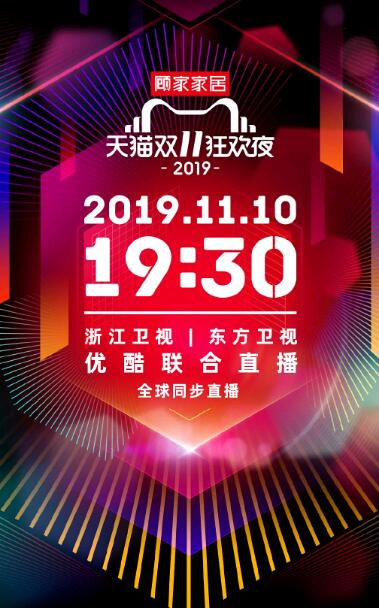 顾家家居
天猫双11狂欢夜
-2019-
2019.11.10
19:30
浙江卫视 | 东方卫视
优酷联合直播
全球同步直播